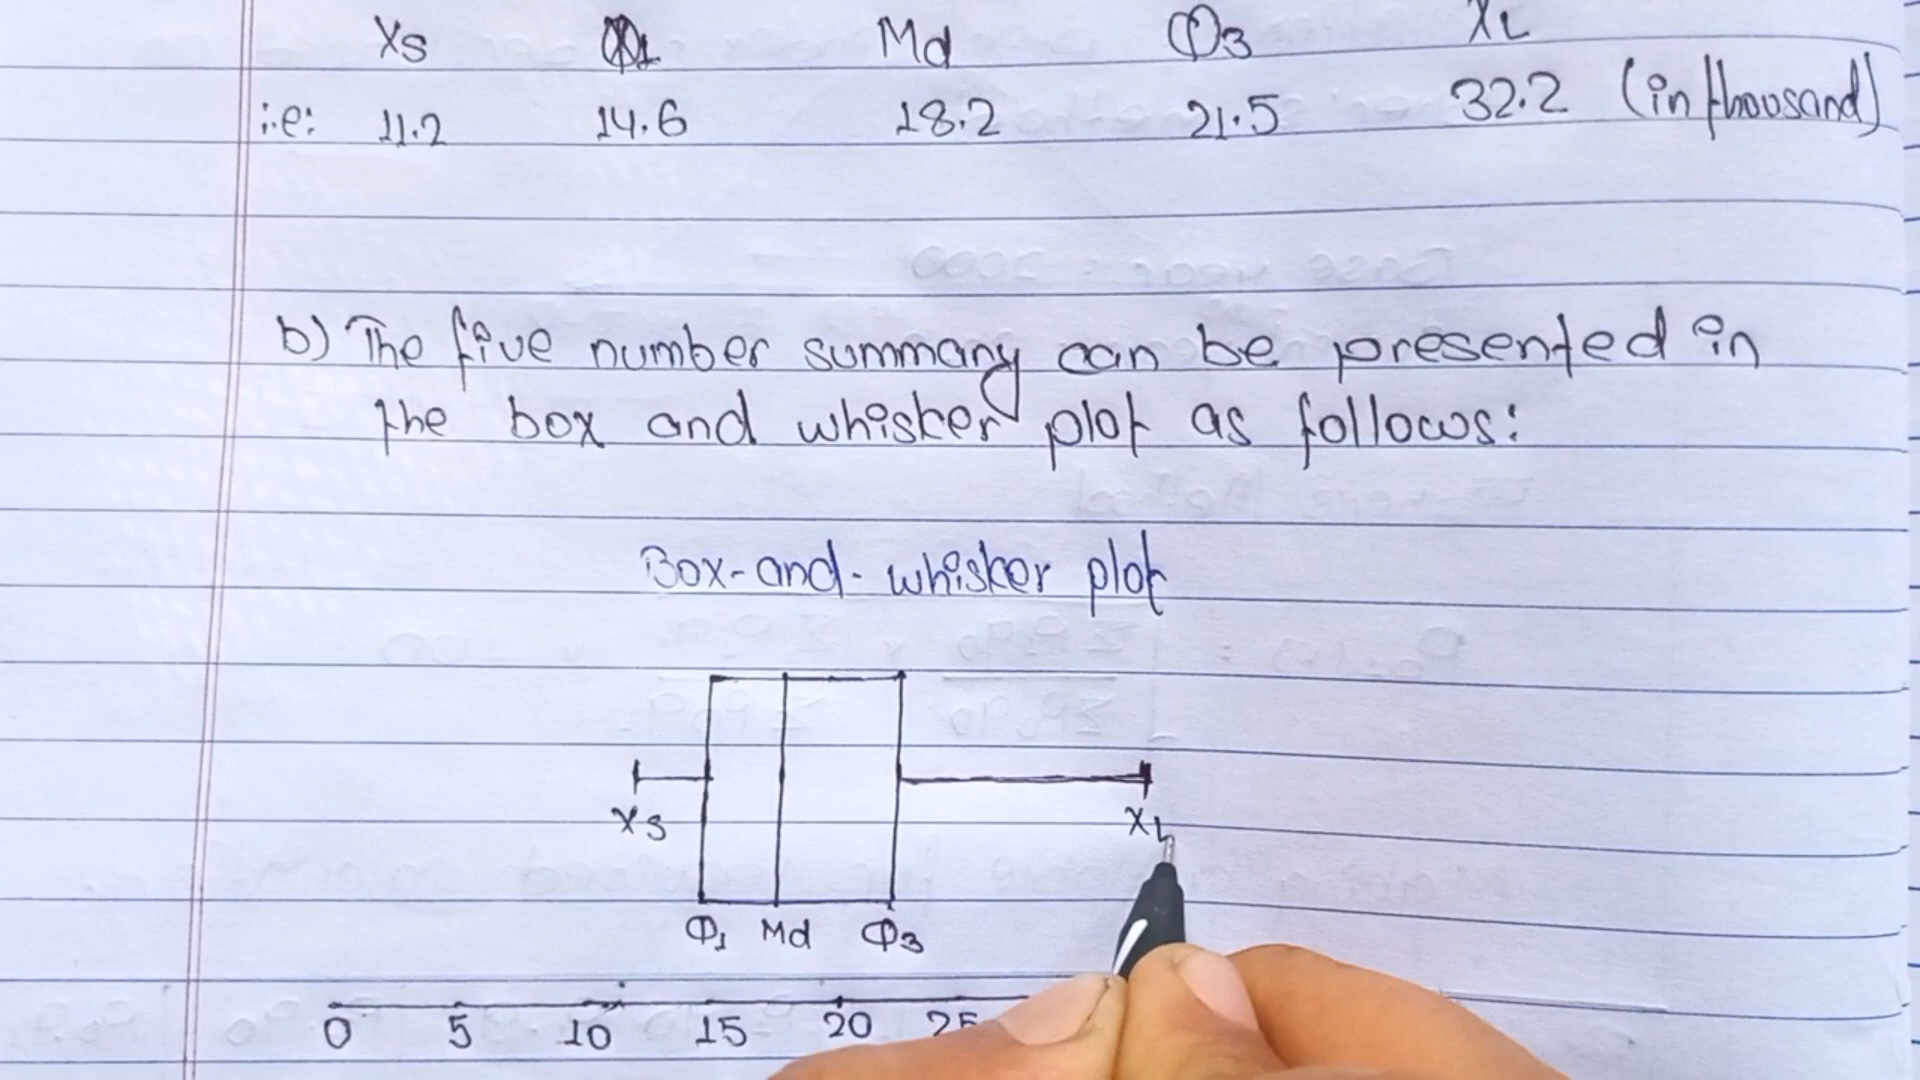 Xs Q1 Md Q3 XL
i.e: 11.2 14.6 18.2 21.5 32.2 (in thousand)
b) The five number summary can be presented in
the box and whisker plot as follows:
Box-and-whisker plot
Xs XL
Q1 Md Q3
0 5 10 15 20 25